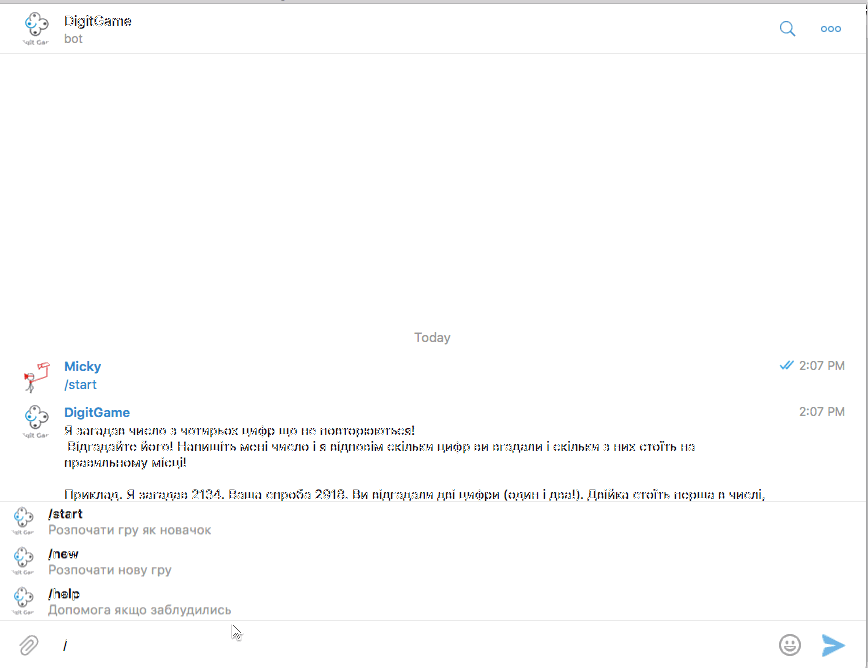 DigitGame
bot
Today
Micky
2:07 PM
/start
DigitGame
2:07 PM
Я загадав число з чотирьох цифр що не повторюються!
Відгадайте його! Напишіть мені число і я відповім скільки цифр ви вгадали і скільки з них стоїть на
правильному місці!
Приклад. Я загадав 2134. Ваша спроба 2918. Ви відгадали дві цифри (один і два!). Двійка стоїть перша в числі,
/start
Розпочати гру як новачок
/new
Розпочати нову гру
/help
Допомога якщо заблудились
/